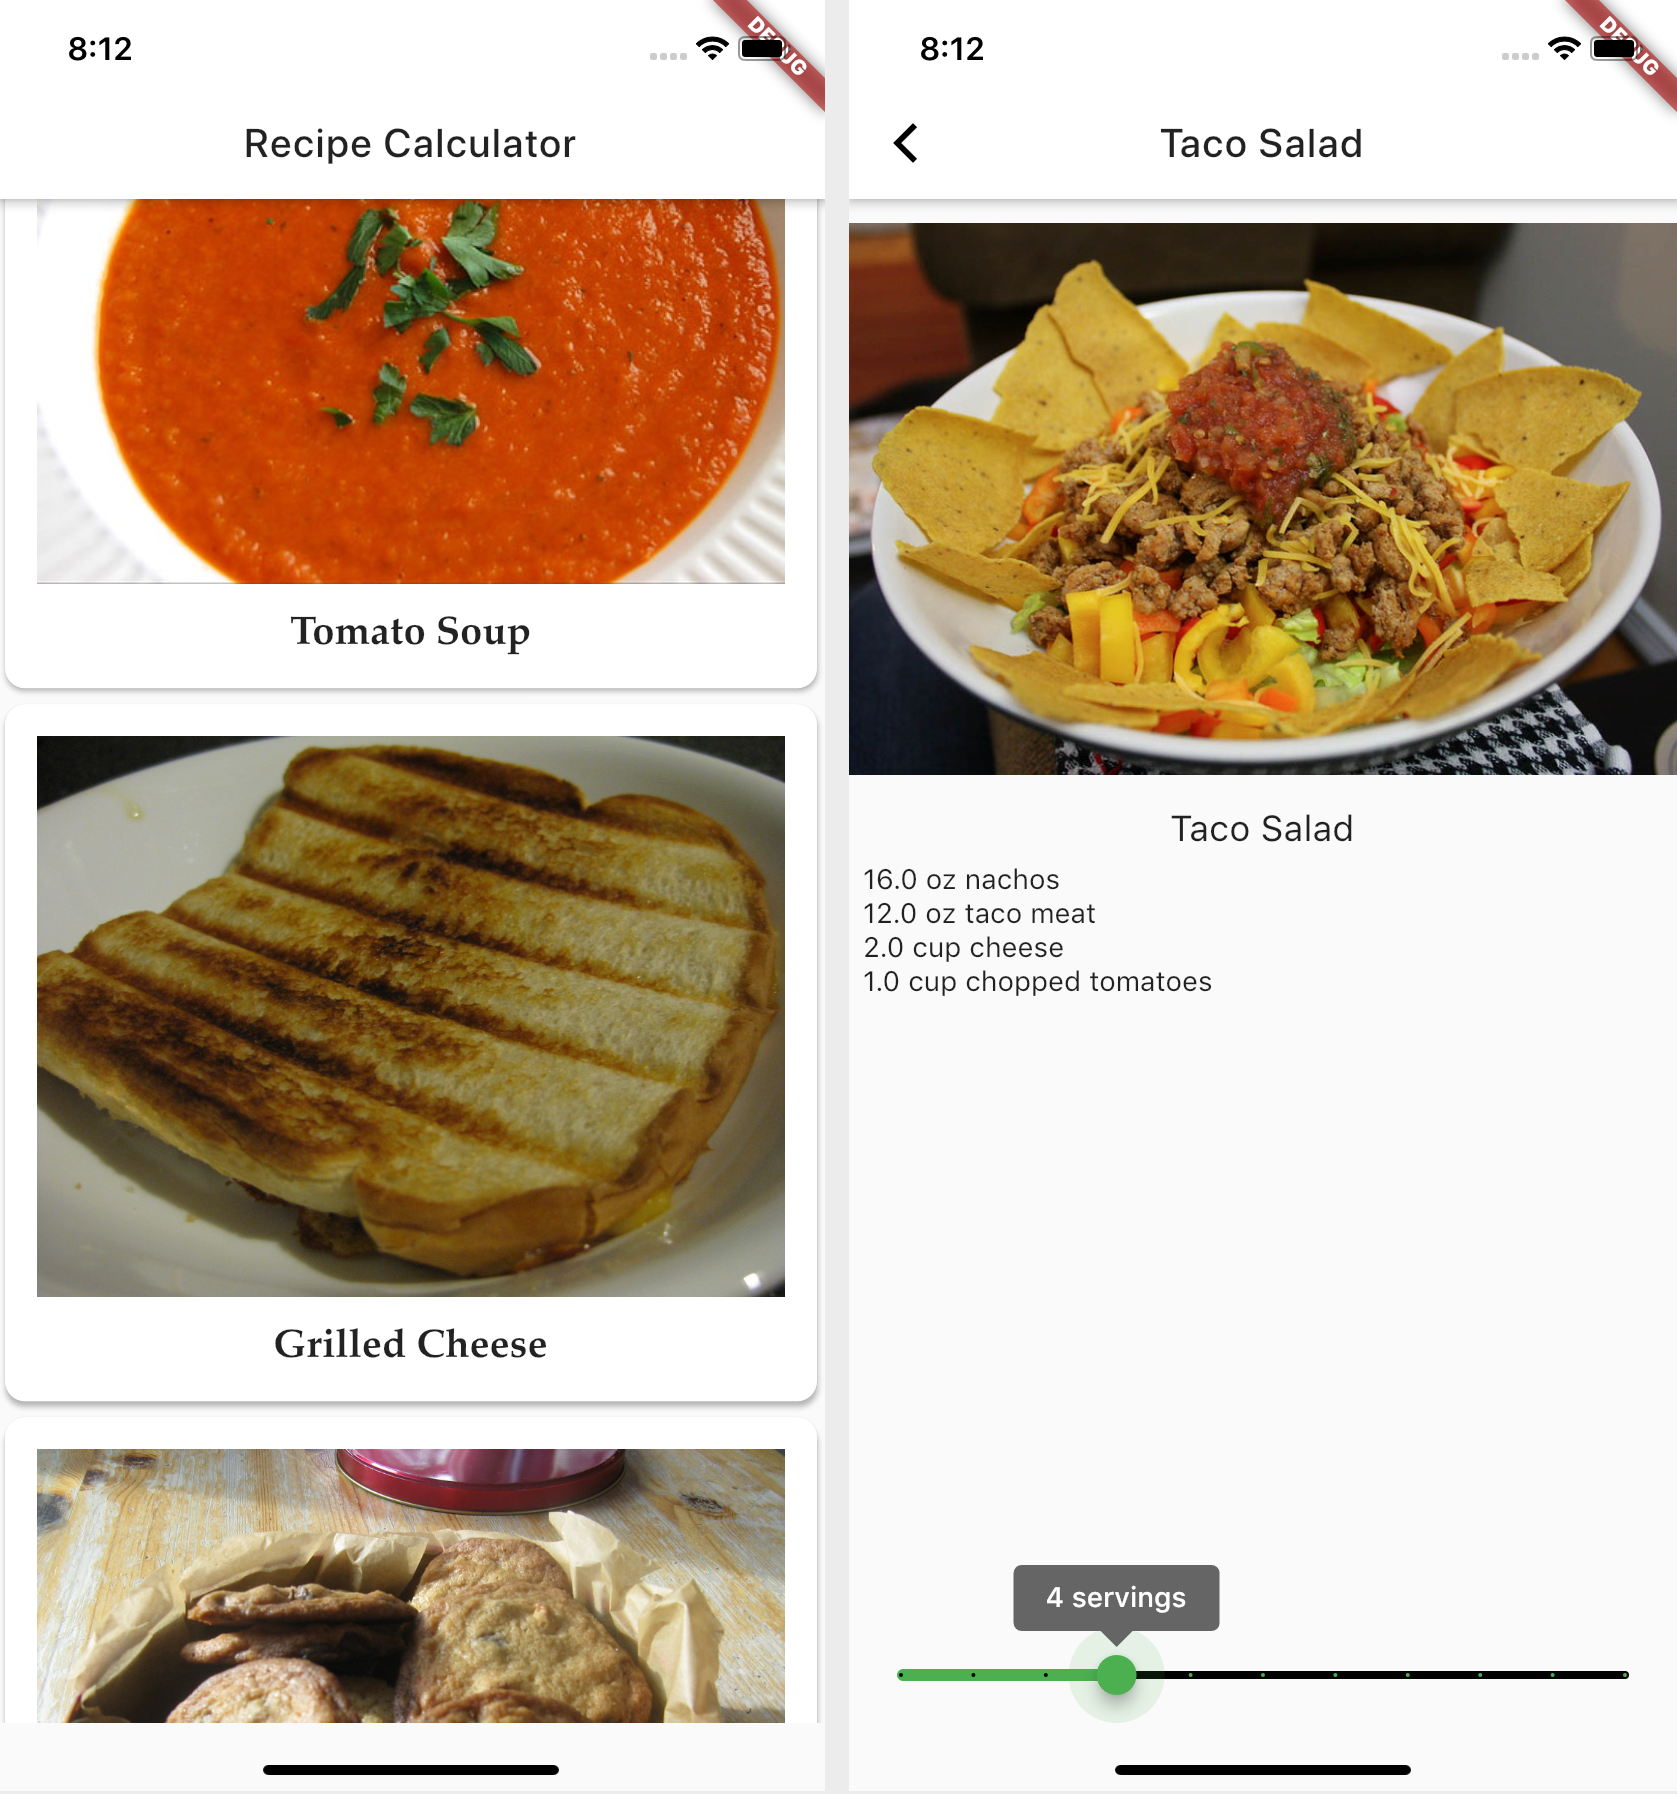 8:12
DEBUG
Recipe Calculator
Tomato Soup
Grilled Cheese
8:12
DEBUG
Taco Salad
Taco Salad
16.0 oz nachos
12.0 oz taco meat
2.0 cup cheese
1.0 cup chopped tomatoes
4 servings